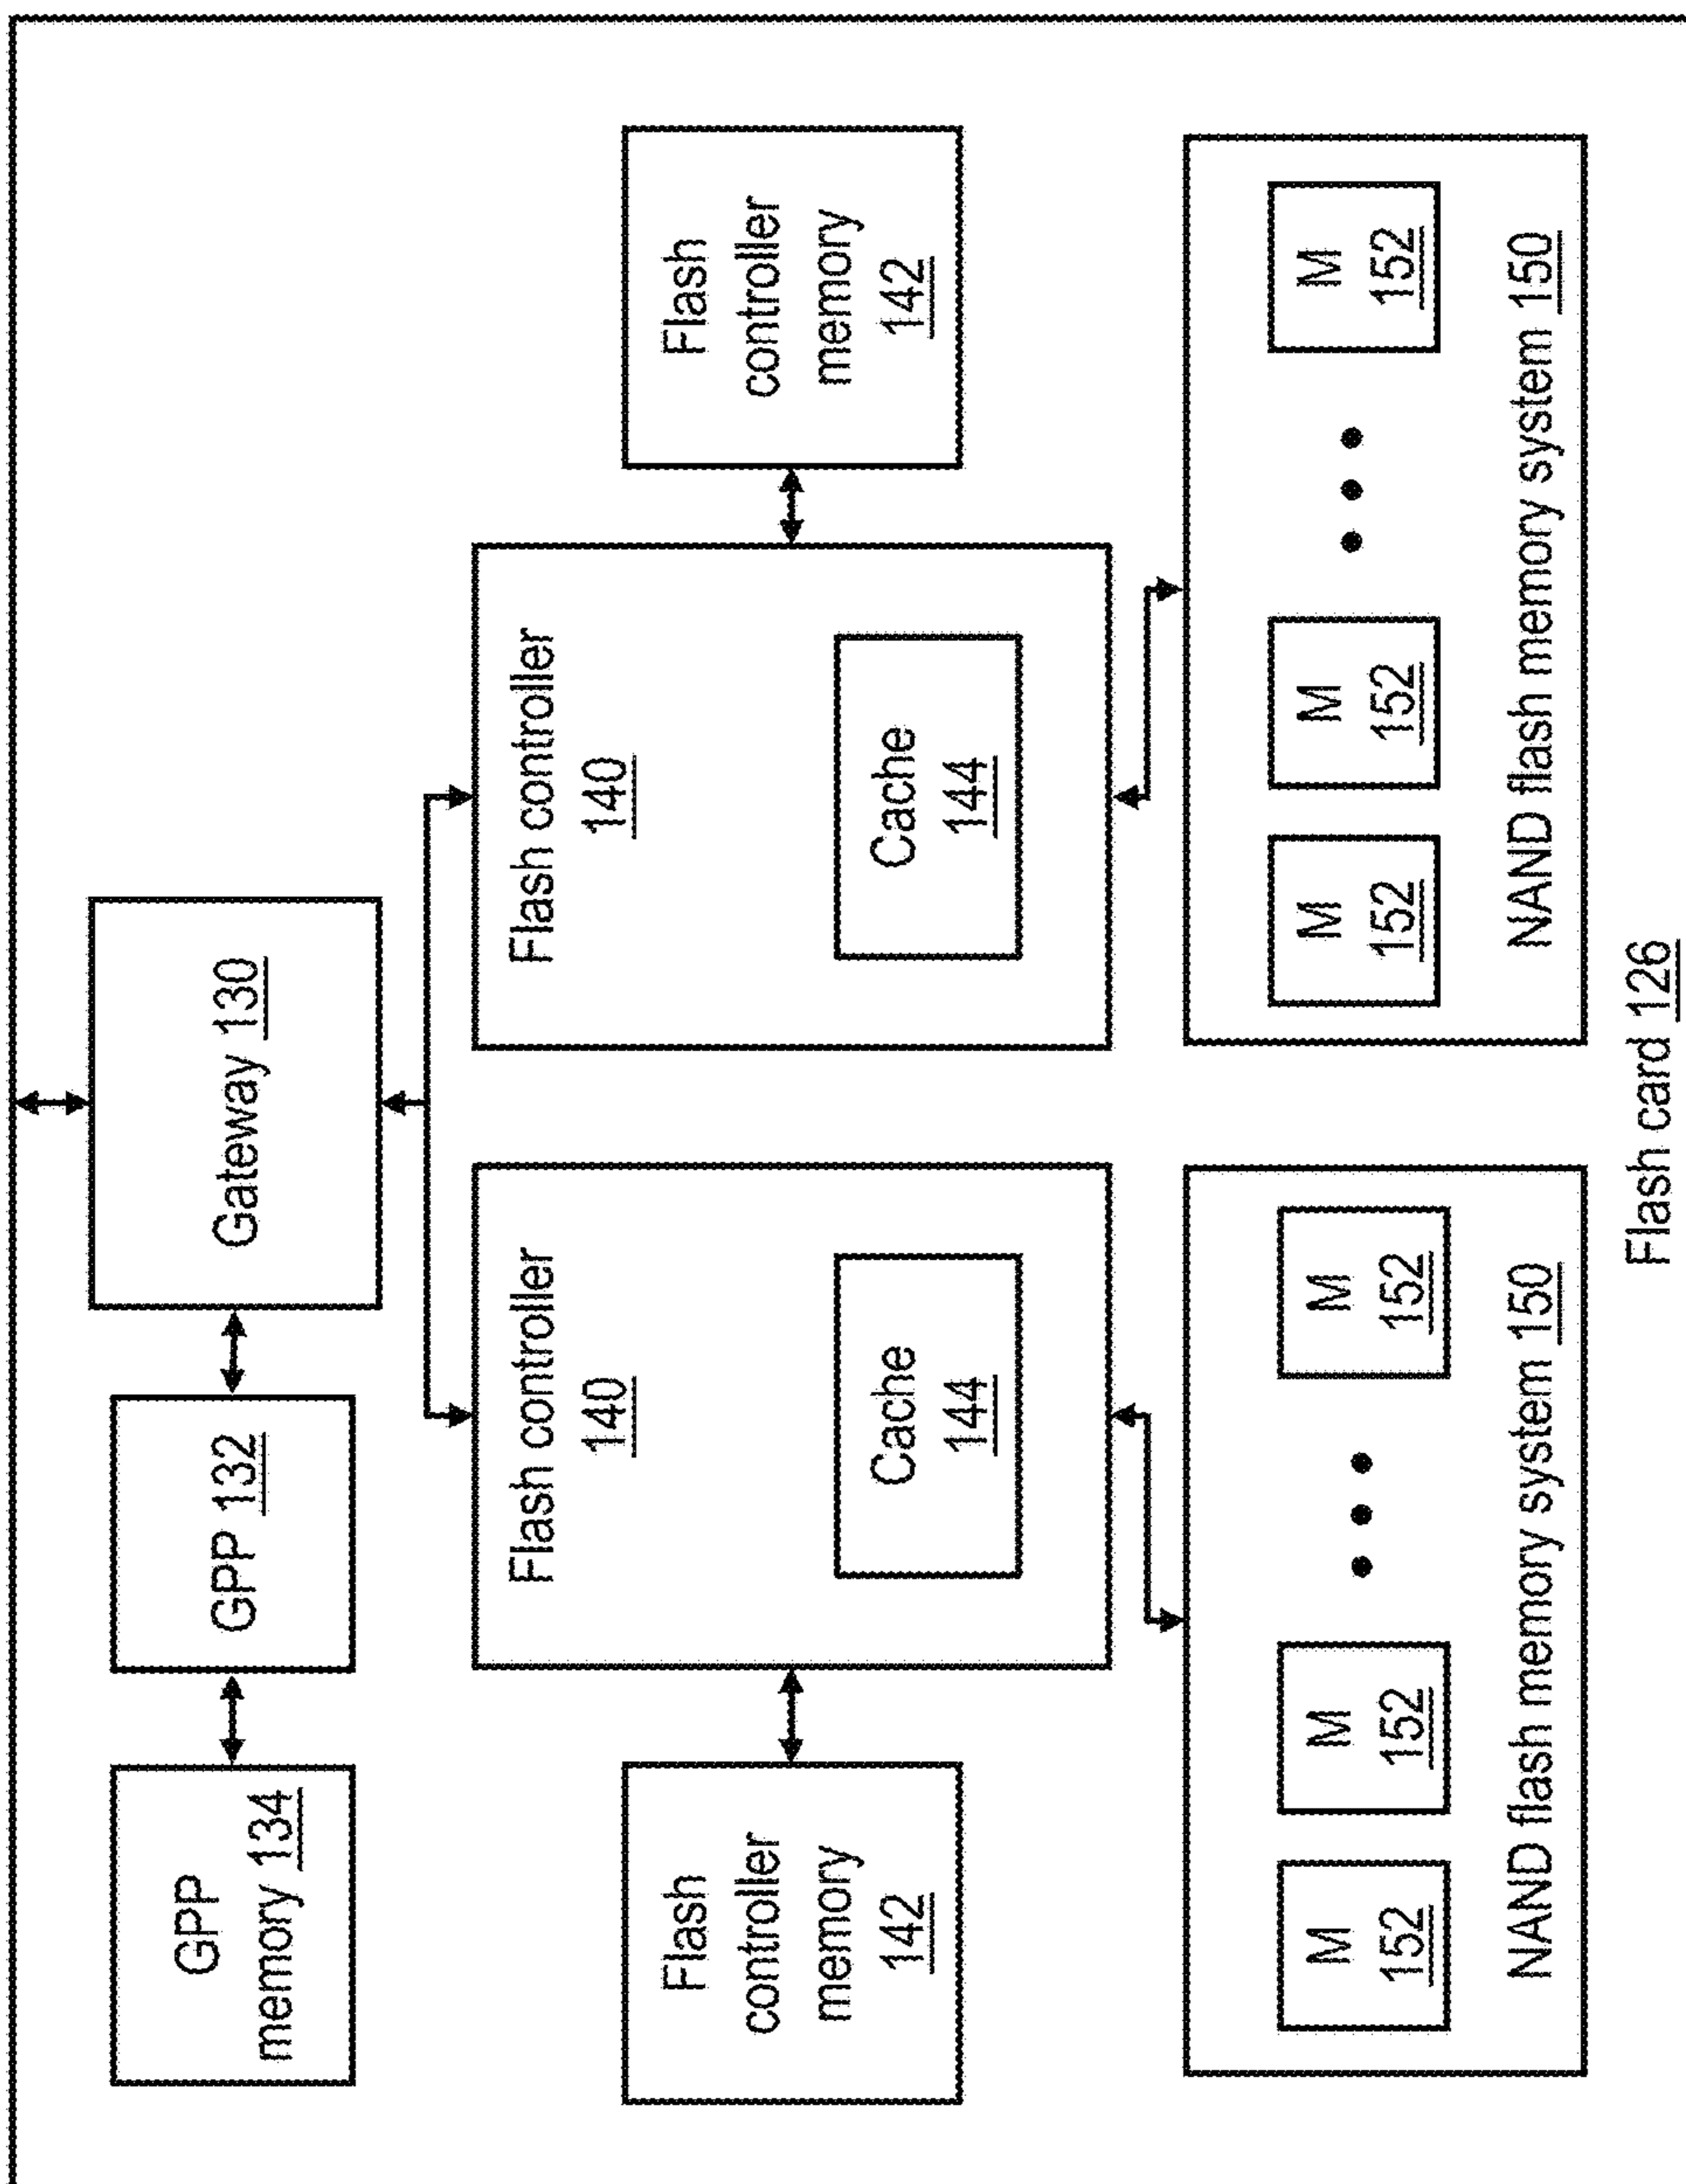 GPP
memory 134
GPP 132
Gateway 130
Flash
controller
memory
142
Flash controller
140
Cache
144
Flash controller
140
Cache
144
Flash
controller
memory
142
M
152
M
152
M
152
NAND flash memory system 150
M
152
M
152
M
152
NAND flash memory system 150
Flash card 126